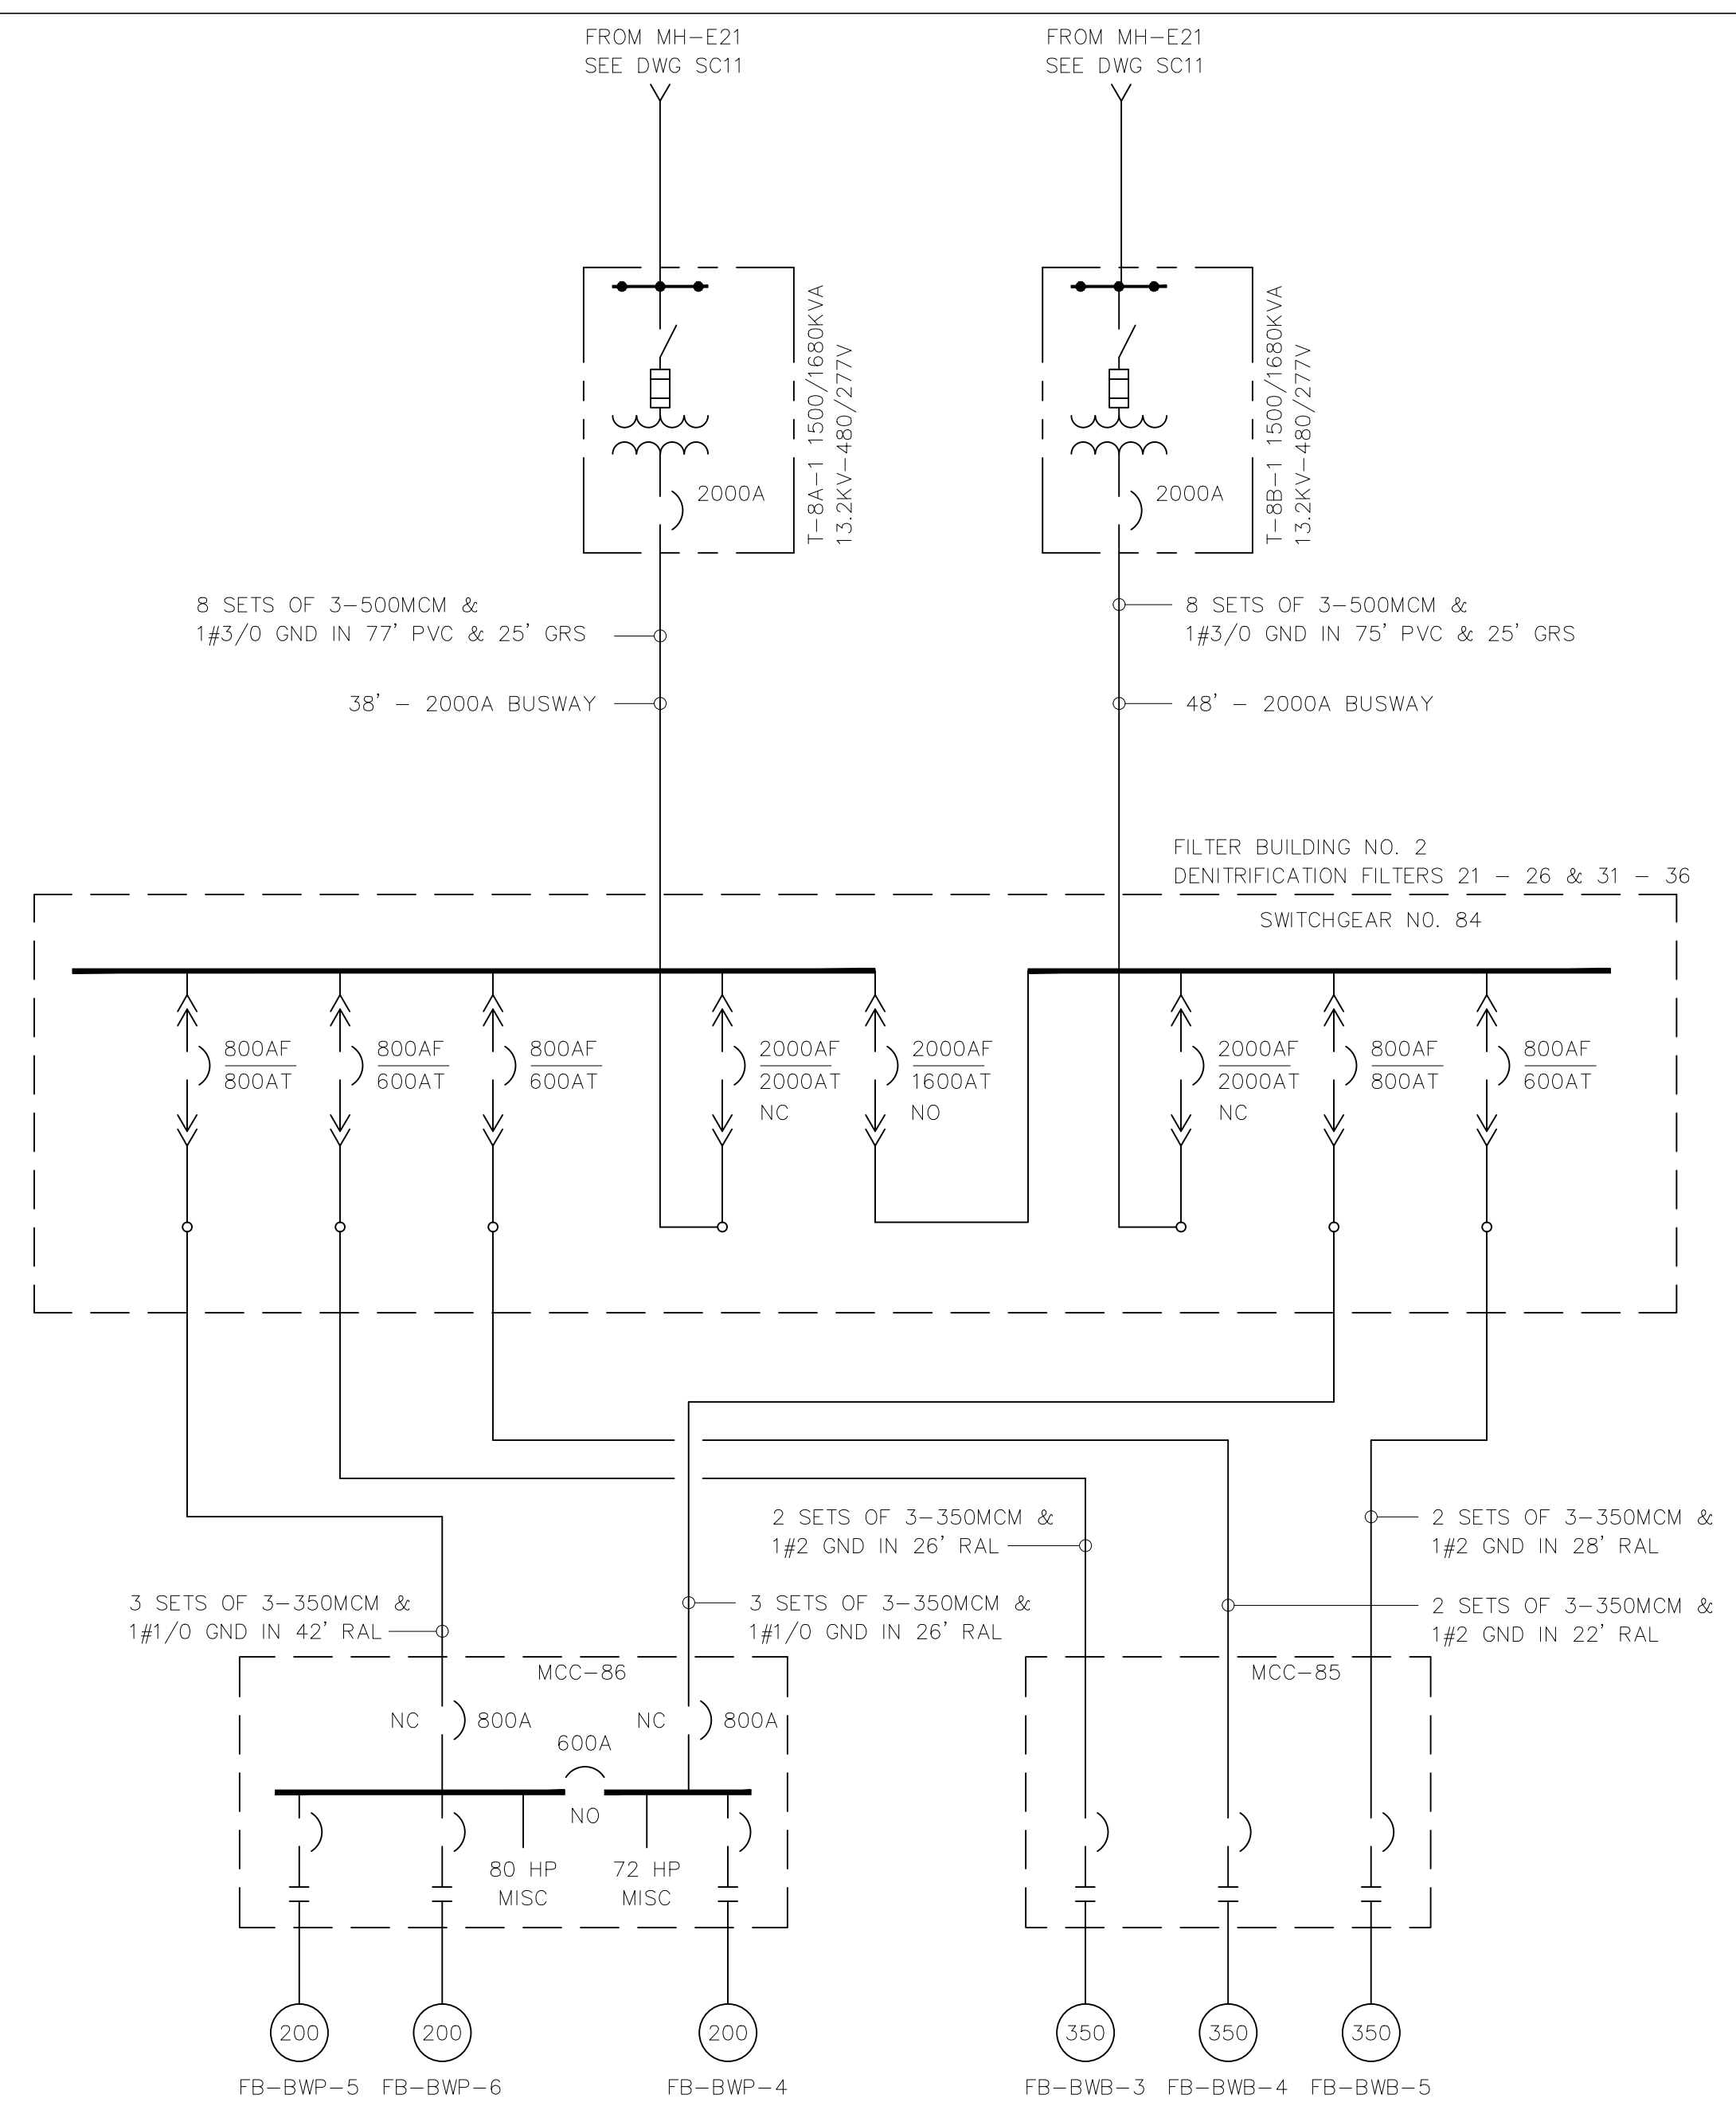 FROM MH-E21
SEE DWG SC11
FROM MH-E21
SEE DWG SC11
T-8A-1 1500/1680KVA
13.2KV-480/277V
2000A
T-8B-1 1500/1680KVA
13.2KV-480/277V
2000A
8 SETS OF 3-500MCM &
1#3/0 GND IN 77' PVC & 25' GRS
8 SETS OF 3-500MCM &
1#3/0 GND IN 75' PVC & 25' GRS
38' - 2000A BUSWAY
48' - 2000A BUSWAY
FILTER BUILDING NO. 2
DENITRIFICATION FILTERS 21 - 26 & 31 - 36
SWITCHGEAR NO. 84
800AF
800AT
800AF
600AT
800AF
600AT
2000AF
2000AT
NC
2000AF
1600AT
NO
2000AF
2000AT
NC
800AF
800AT
800AF
600AT
2 SETS OF 3-350MCM &
1#2 GND IN 26' RAL
2 SETS OF 3-350MCM &
1#2 GND IN 28' RAL
3 SETS OF 3-350MCM &
1#1/0 GND IN 42' RAL
3 SETS OF 3-350MCM &
1#1/0 GND IN 26' RAL
2 SETS OF 3-350MCM &
1#2 GND IN 22' RAL
MCC-86
MCC-85
NC
800A
NC
800A
600A
NO
80 HP
MISC
72 HP
MISC
200
200
200
350
350
350
FB-BWP-5
FB-BWP-6
FB-BWP-4
FB-BWB-3
FB-BWB-4
FB-BWB-5